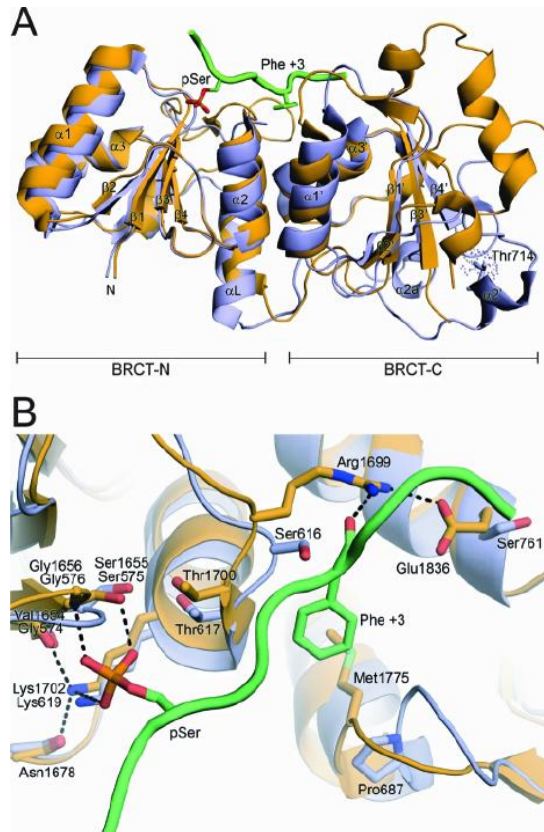 A
pSer
Phe +3
α1
α3
β2
β1
β3
β4
α2
αL
N
α1'
α3'
β1'
β3'
β4'
α2a'
Thr714
α2'
BRCT-N
BRCT-C
B
Arg1699
Ser616
Ser761
Glu1836
Gly1656
Gly576
Ser1655
Ser575
Thr1700
Thr617
Val1654
Gly574
Phe +3
Lys1702
Lys619
Met1775
pSer
Asn1678
Pro687